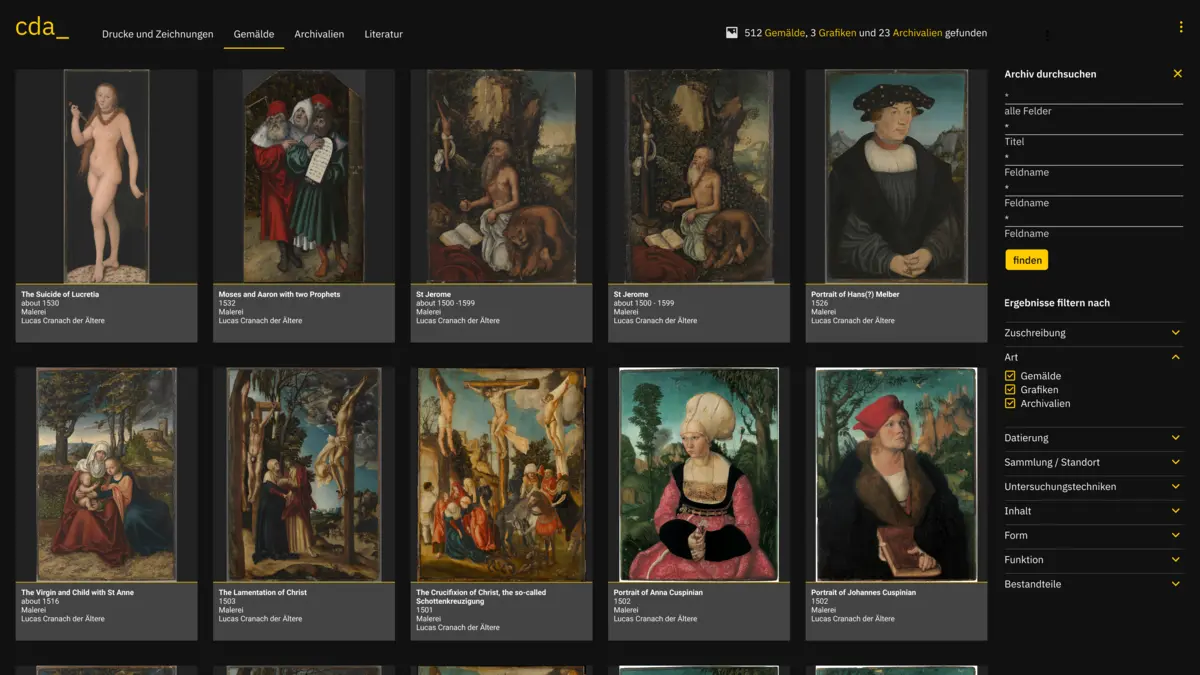 cda_
Drucke und Zeichnungen
Gemälde
Archivalien
Literatur
512 Gemälde, 3 Grafiken und 23 Archivalien gefunden
The Suicide of Lucretia
about 1530
Malerei
Lucas Cranach der Ältere
Moses and Aaron with two Prophets
1532
Malerei
Lucas Cranach der Ältere
St Jerome
about 1500 -1599
Malerei
Lucas Cranach der Ältere
St Jerome
about 1500 - 1599
Malerei
Lucas Cranach der Ältere
Portrait of Hans(?) Melber
1526
Malerei
Lucas Cranach der Ältere
The Virgin and Child with St Anne
about 1516
Malerei
Lucas Cranach der Ältere
The Lamentation of Christ
1503
Malerei
Lucas Cranach der Ältere
The Crucifixion of Christ, the so-called
Schottenkreuzigung
1501
Malerei
Lucas Cranach der Ältere
Portrait of Anna Cuspinian
1502
Malerei
Lucas Cranach der Ältere
Portrait of Johannes Cuspinian
1502
Malerei
Lucas Cranach der Ältere
Archiv durchsuchen
*
alle Felder
*
Titel
*
Feldname
*
Feldname
*
Feldname
finden
Ergebnisse filtern nach
Zuschreibung
Art
Gemälde
Grafiken
Archivalien
Datierung
Sammlung / Standort
Untersuchungstechniken
Inhalt
Form
Funktion
Bestandteile